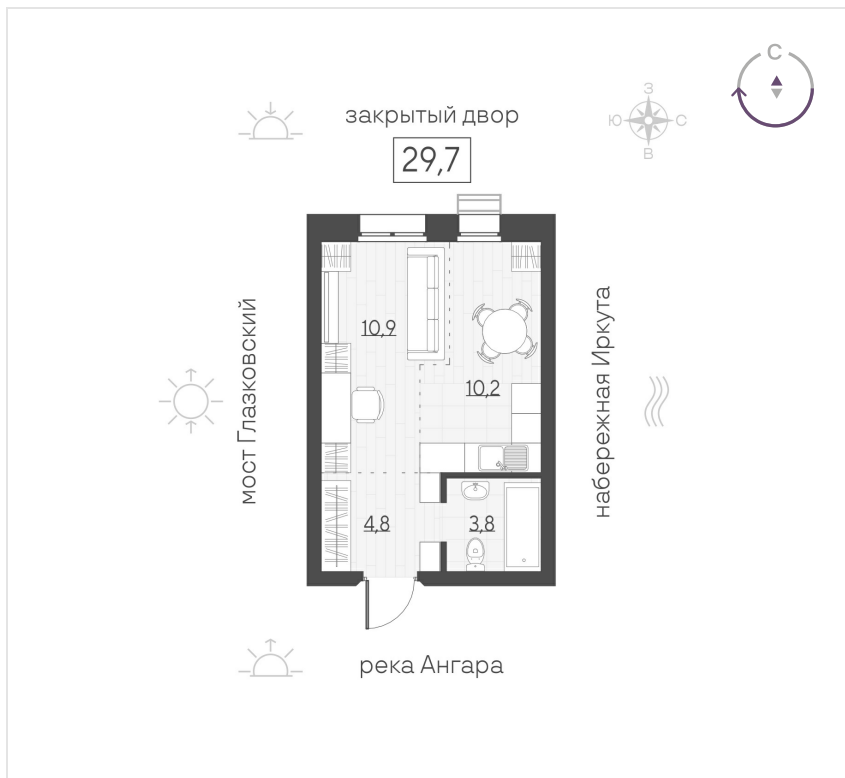 С
закрытый двор
З
Ю
С
В
29,7
мост Глазковский
10,9
10,2
набережная Иркута
4,8
3,8
река Ангара